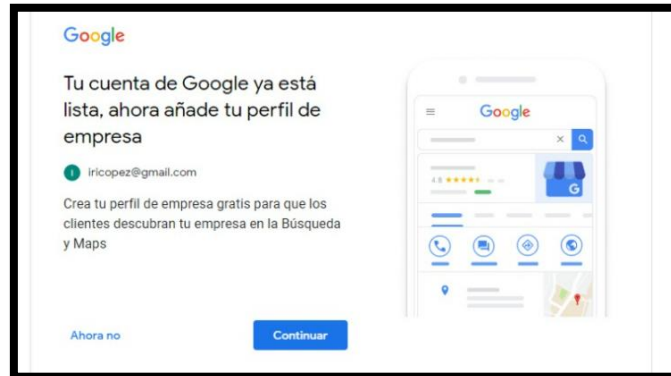 Google
Tu cuenta de Google ya está
lista, ahora añade tu perfil de
empresa
I iricopez@gmail.com
Crea tu perfil de empresa gratis para que los
clientes descubran tu empresa en la Búsqueda
y Maps
Ahora no
Continuar
Google
4.8
G